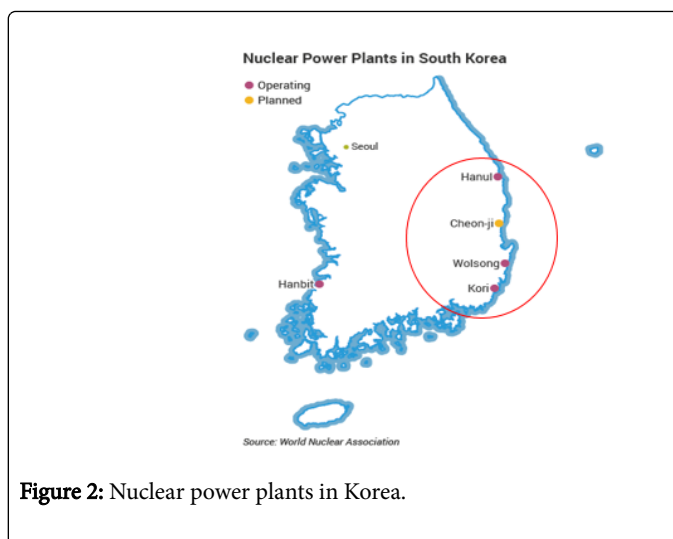 Nuclear Power Plants in South Korea
Operating
Planned
Seoul
Hanul
Cheon-ji
Wolsong
Kori
Hanbit
Source: World Nuclear Association
Figure 2: Nuclear power plants in Korea.